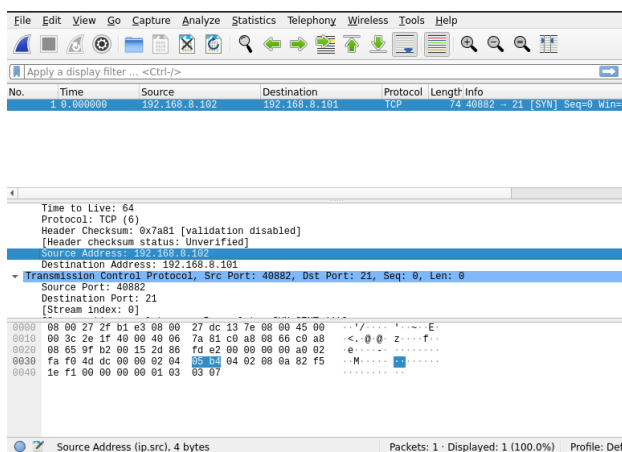 File Edit View Go Capture Analyze Statistics Telephony Wireless Tools Help
Apply a display filter ... <Ctrl-/>
No. Time Source Destination Protocol Length Info
1 0.000000 192.168.8.102 192.168.8.101 TCP 74 40882 → 21 [SYN] Seq=0 Win=
Time to Live: 64
Protocol: TCP (6)
Header Checksum: 0x7a81 [validation disabled]
[Header checksum status: Unverified]
Source Address: 192.168.8.102
Destination Address: 192.168.8.101
Transmission Control Protocol, Src Port: 40882, Dst Port: 21, Seq: 0, Len: 0
Source Port: 40882
Destination Port: 21
[Stream index: 0]
0000 08 00 27 2f b1 e3 08 00 27 dc 13 7e 08 00 45 00 ··'/···· '··~··E·
0010 00 3c 2e 1f 40 00 40 06 7a 81 c0 a8 08 66 c0 a8 ·<.·@·@· z····f··
0020 08 65 9f b2 00 15 2d 86 fd e2 00 00 00 00 a0 02 ·e····-· ········
0030 fa f0 4d dc 00 00 02 04 05 b4 04 02 08 0a 82 f5 ··M····· ········
0040 1e f1 00 00 00 00 01 03 03 07 ········ ··
Source Address (ip.src), 4 bytes Packets: 1 · Displayed: 1 (100.0%) Profile: Def